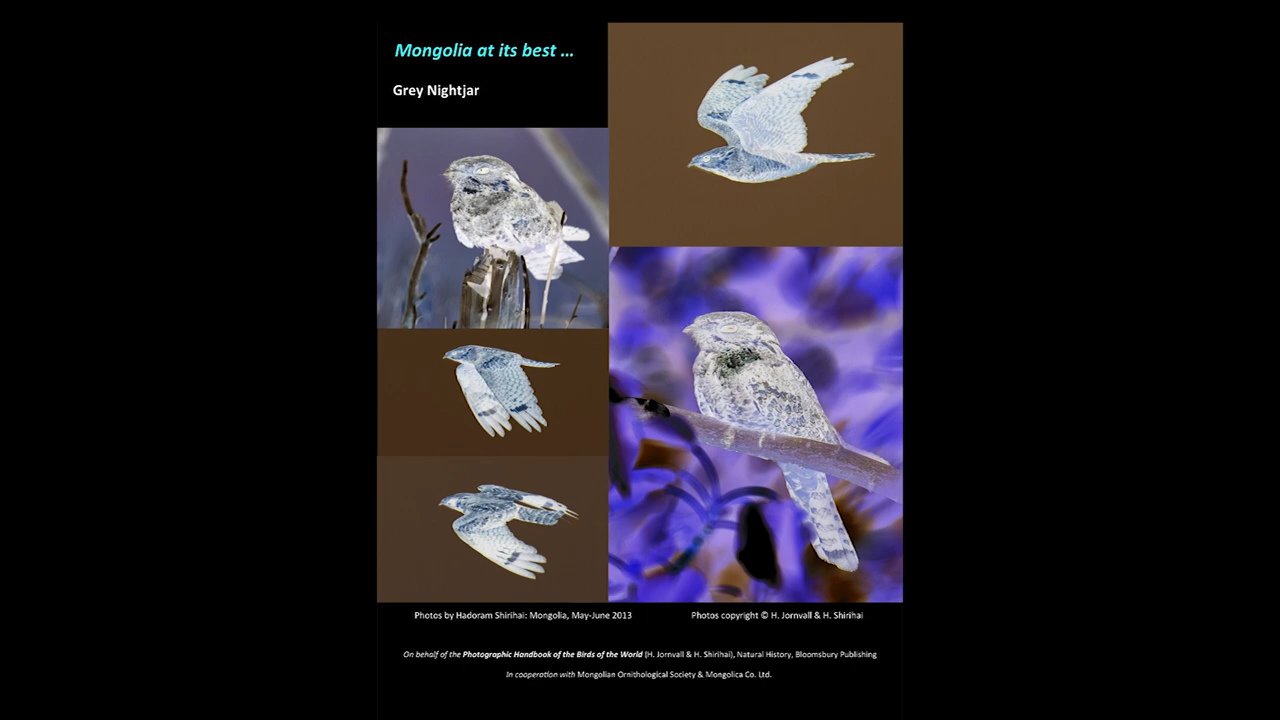 Mongolia at its best ...
Grey Nightjar
Photos by Hadoram Shirihai: Mongolia, May-June 2013
Photos copyright © H. Jornvall & H. Shirihai
On behalf of the Photographic Handbook of the Birds of the World (H. Jornvall & H. Shirihai), Natural History, Bloomsbury Publishing
In cooperation with Mongolian Ornithological Society & Mongolica Co. Ltd.